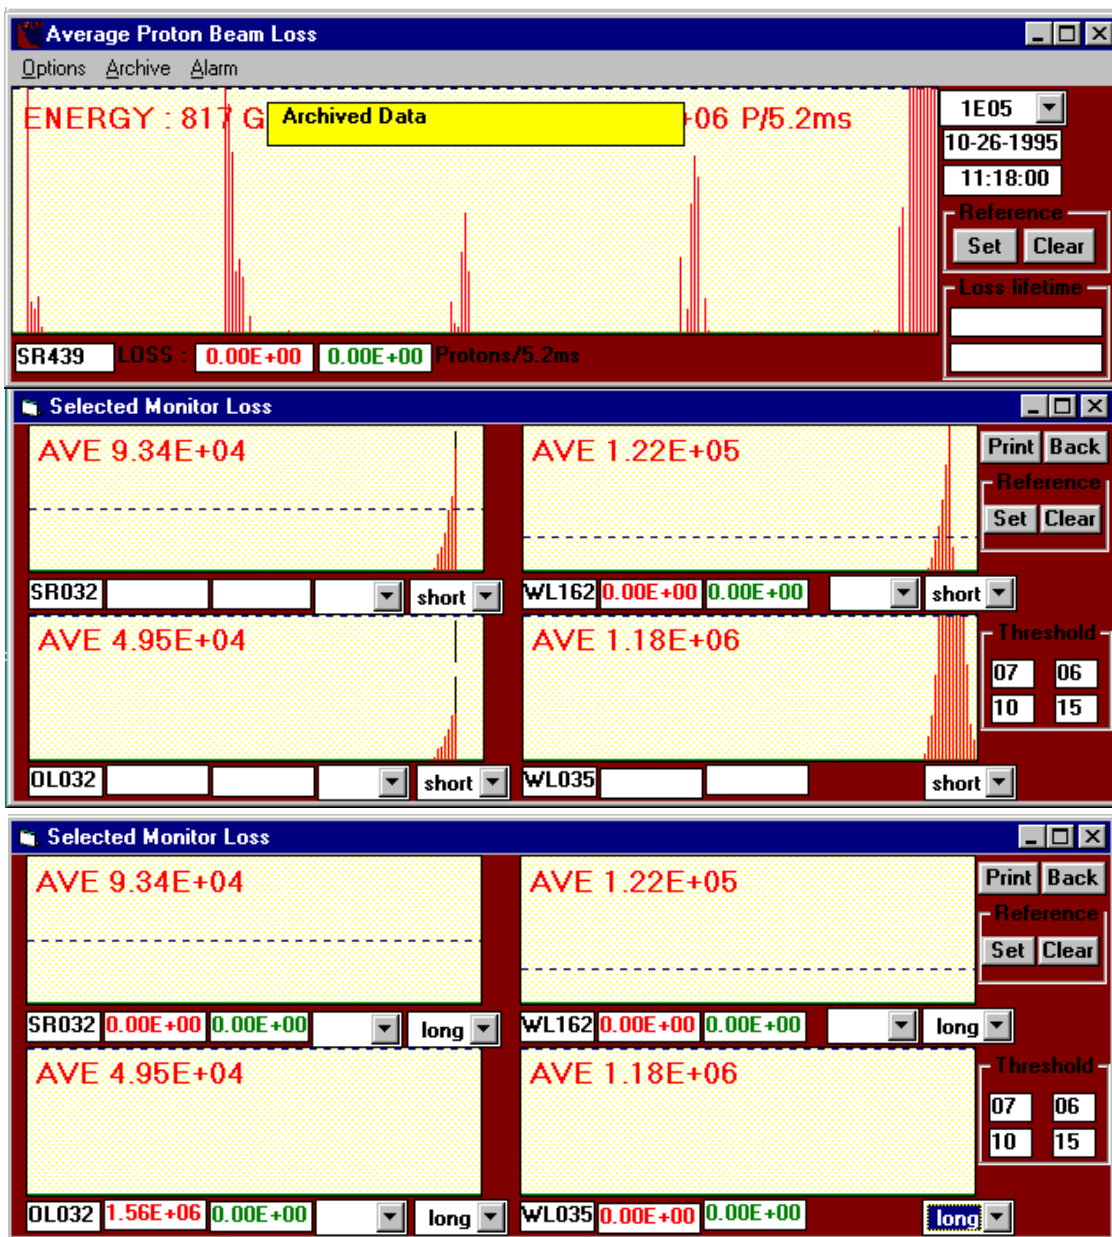 Average Proton Beam Loss
Options Archive Alarm
ENERGY : 817 G Archived Data +06 P/5.2ms
1E05
10-26-1995
11:18:00
Reference
Set Clear
Loss lifetime
SR439 LOSS : 0.00E+00 0.00E+00 Protons/5.2ms
Selected Monitor Loss
AVE 9.34E+04 AVE 1.22E+05
Print Back
Reference
Set Clear
SR032 short WL162 0.00E+00 0.00E+00 short
AVE 4.95E+04 AVE 1.18E+06
Threshold
07 06
10 15
OL032 short WL035 short
Selected Monitor Loss
AVE 9.34E+04 AVE 1.22E+05
Print Back
Reference
Set Clear
SR032 0.00E+00 0.00E+00 long WL162 0.00E+00 0.00E+00 long
AVE 4.95E+04 AVE 1.18E+06
Threshold
07 06
10 15
OL032 1.56E+06 0.00E+00 long WL035 0.00E+00 0.00E+00 long